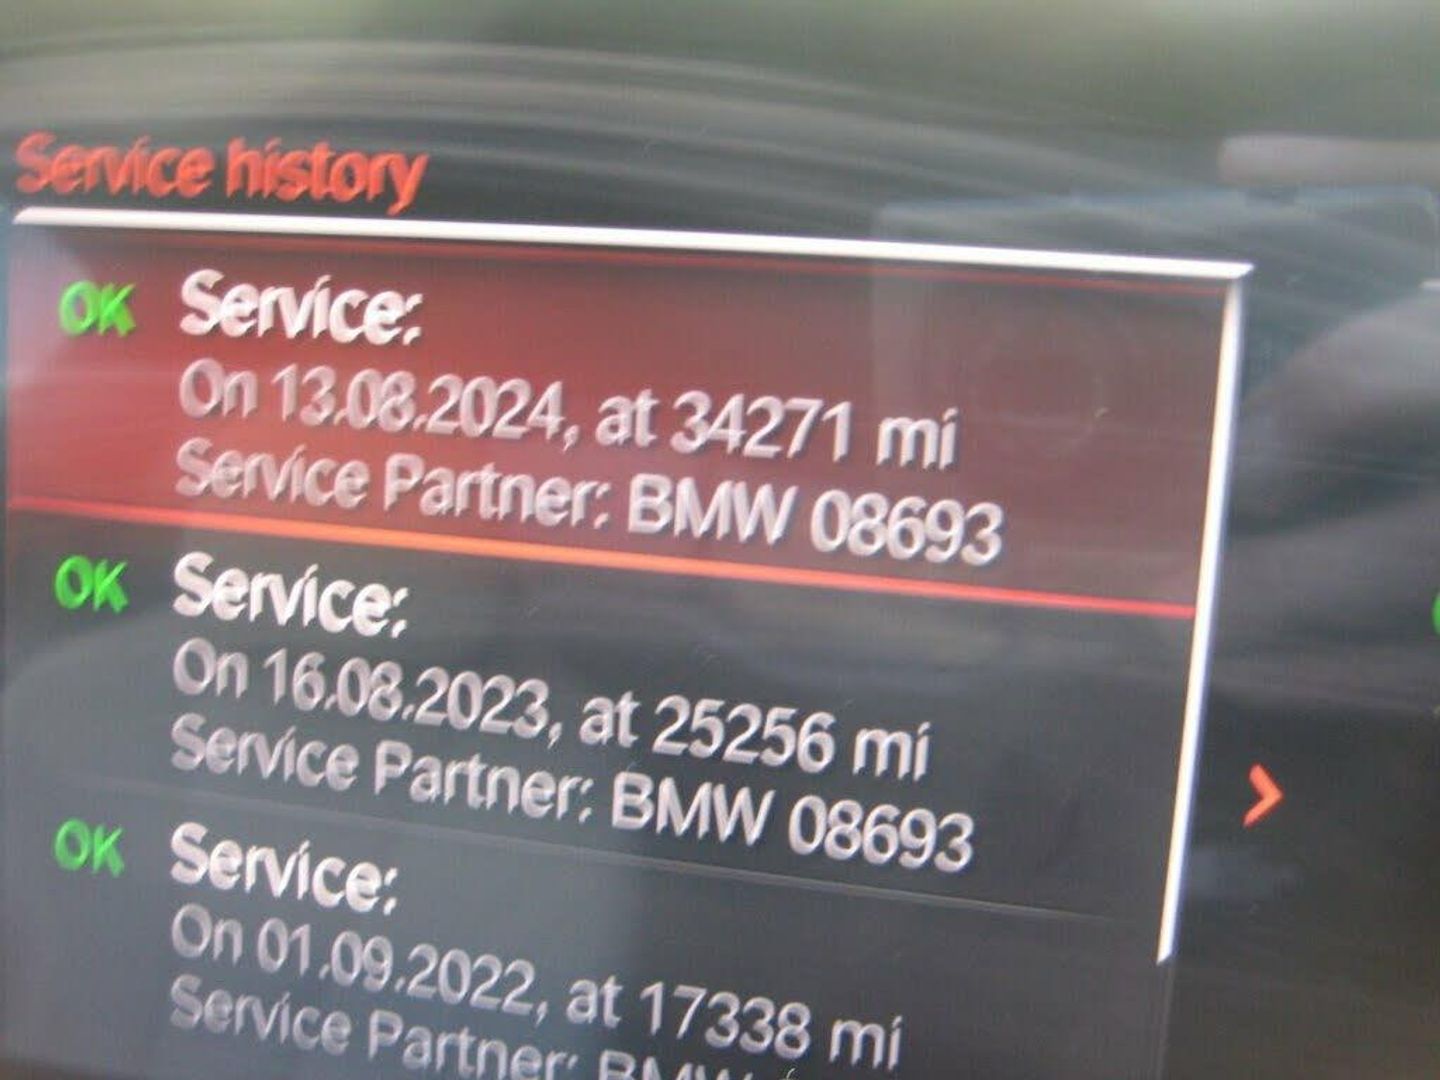 Service history
OK Service:
On 13.08.2024, at 34271 mi
Service Partner: BMW 08693
OK Service:
On 16.08.2023, at 25256 mi
Service Partner: BMW 08693
OK Service:
On 01.09.2022, at 17338 mi
Service Partner: BMW